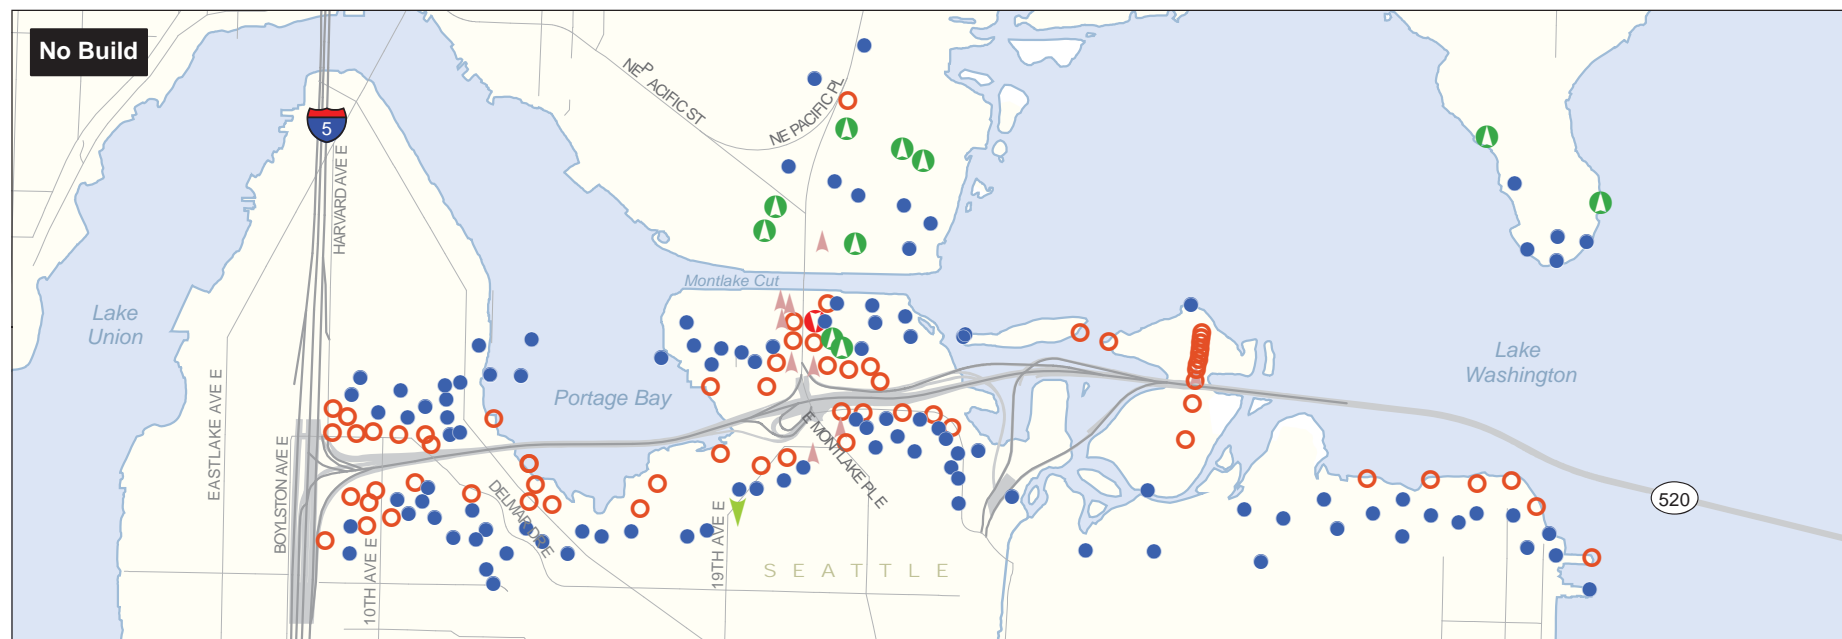 No Build
5
HARVARD AVE E
NE PACIFIC ST
NE PACIFIC PL
Montlake Cut
Lake
Union
Portage Bay
Lake
Washington
EASTLAKE AVE E
BOYLSTON AVE E
10TH AVE E
DELMAR DR E
19TH AVE E
E MONTLAKE PL E
520
SEATTLE